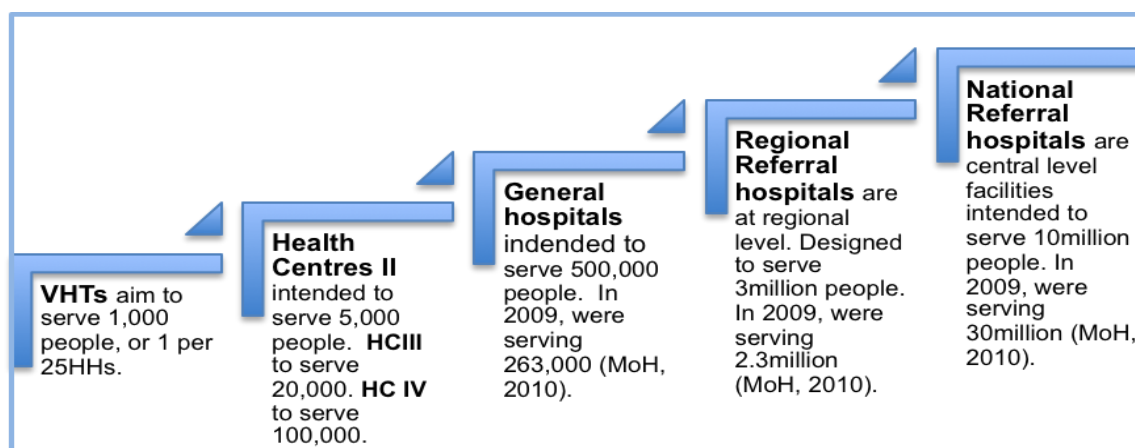 VHTs aim to
serve 1,000
people, or 1 per
25HHs.
Health
Centres II
intended to
serve 5,000
people.  HCIII
to serve
20,000. HC IV
to serve
100,000.
General
hospitals
indended to
serve 500,000
people.  In
2009, were
serving
263,000 (MoH,
2010).
Regional
Referral
hospitals are
at regional
level. Designed
to serve
3million people.
In 2009, were
serving
2.3million
(MoH, 2010).
National
Referral
hospitals are
central level
facilities
intended to
serve 10million
people. In
2009, were
serving
30million (MoH,
2010).